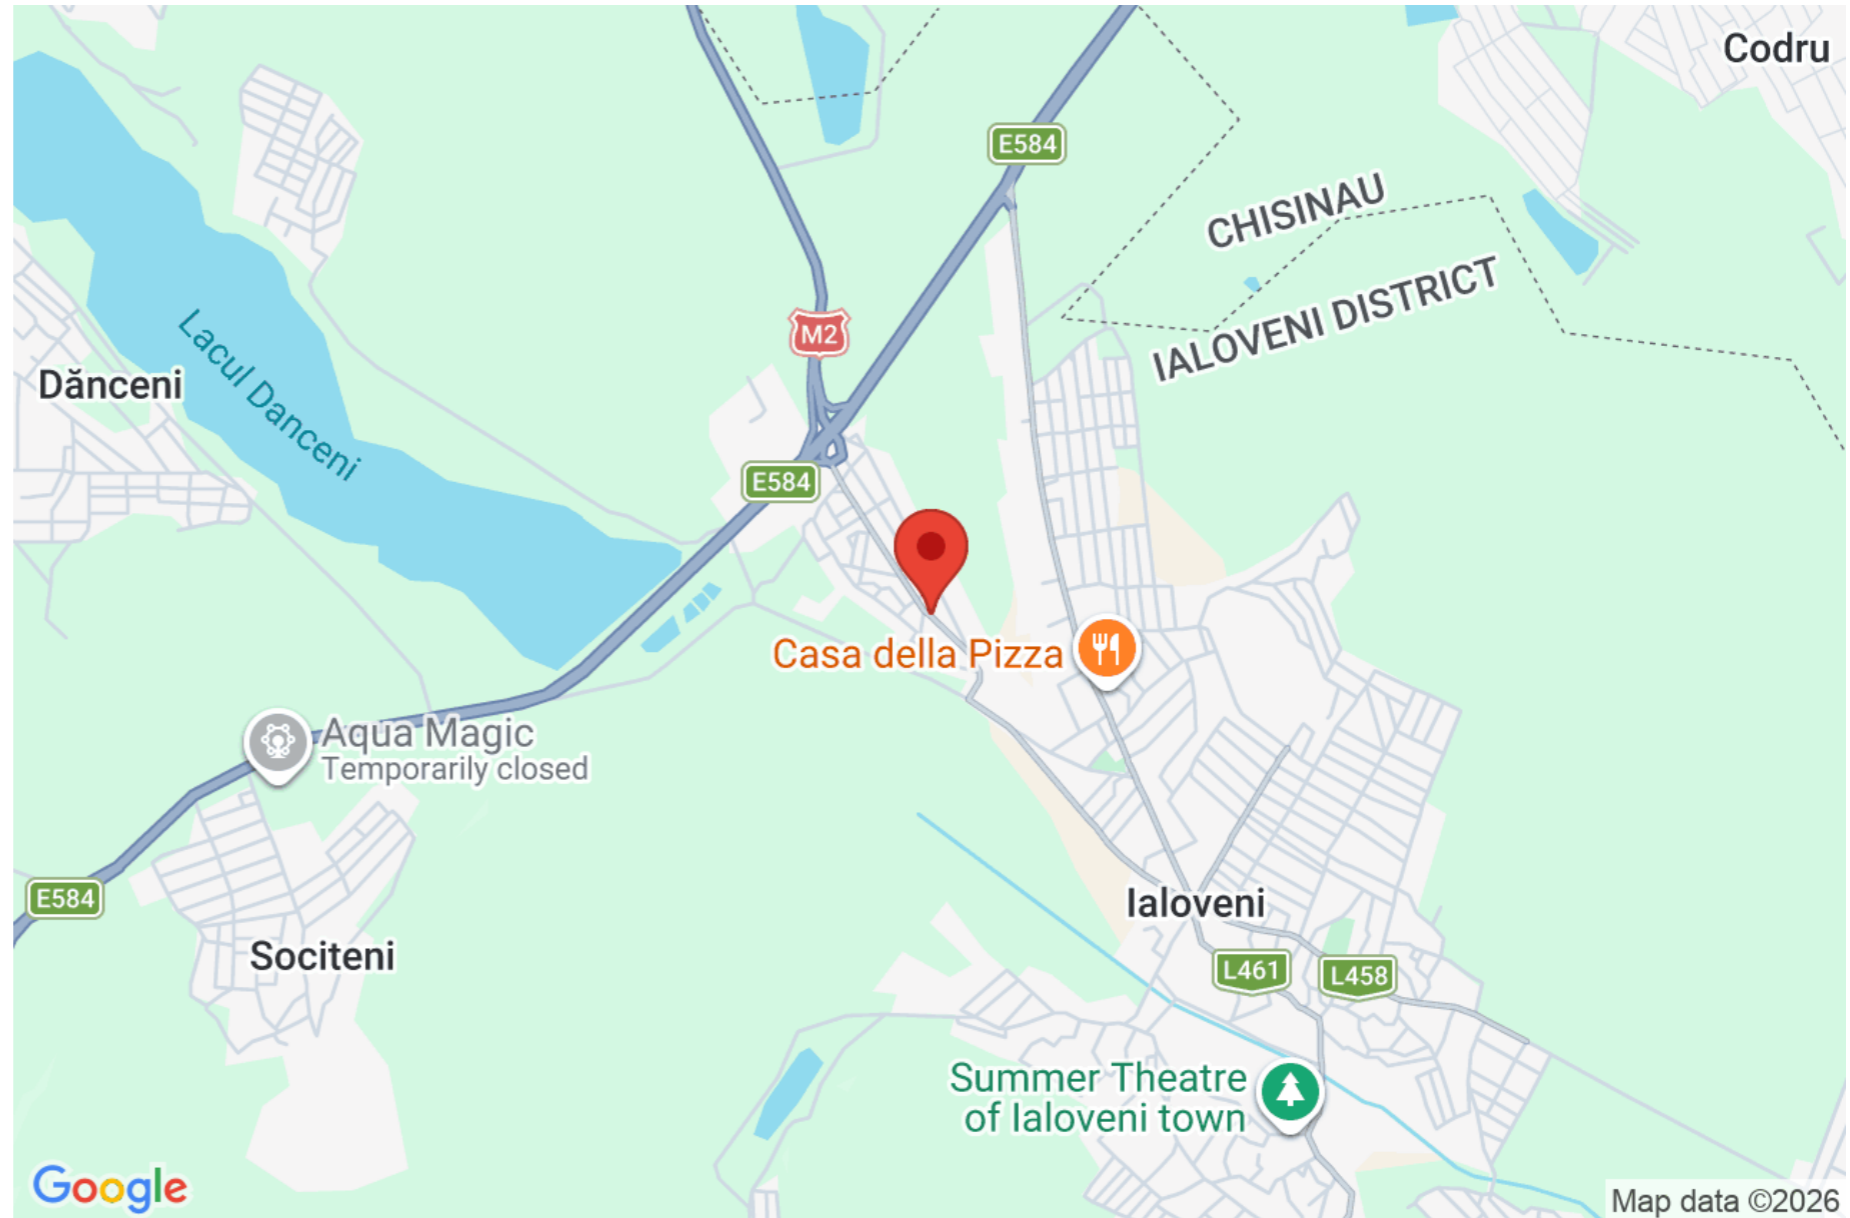 Codru
E584
CHISINAU
IALOVENI DISTRICT
M2
Lacul Danceni
Dănceni
E584
Casa della Pizza
Aqua Magic
Temporarily closed
E584
Ialoveni
Sociteni
L461
L458
Summer Theatre
of Ialoveni town
Google
Map data ©2026